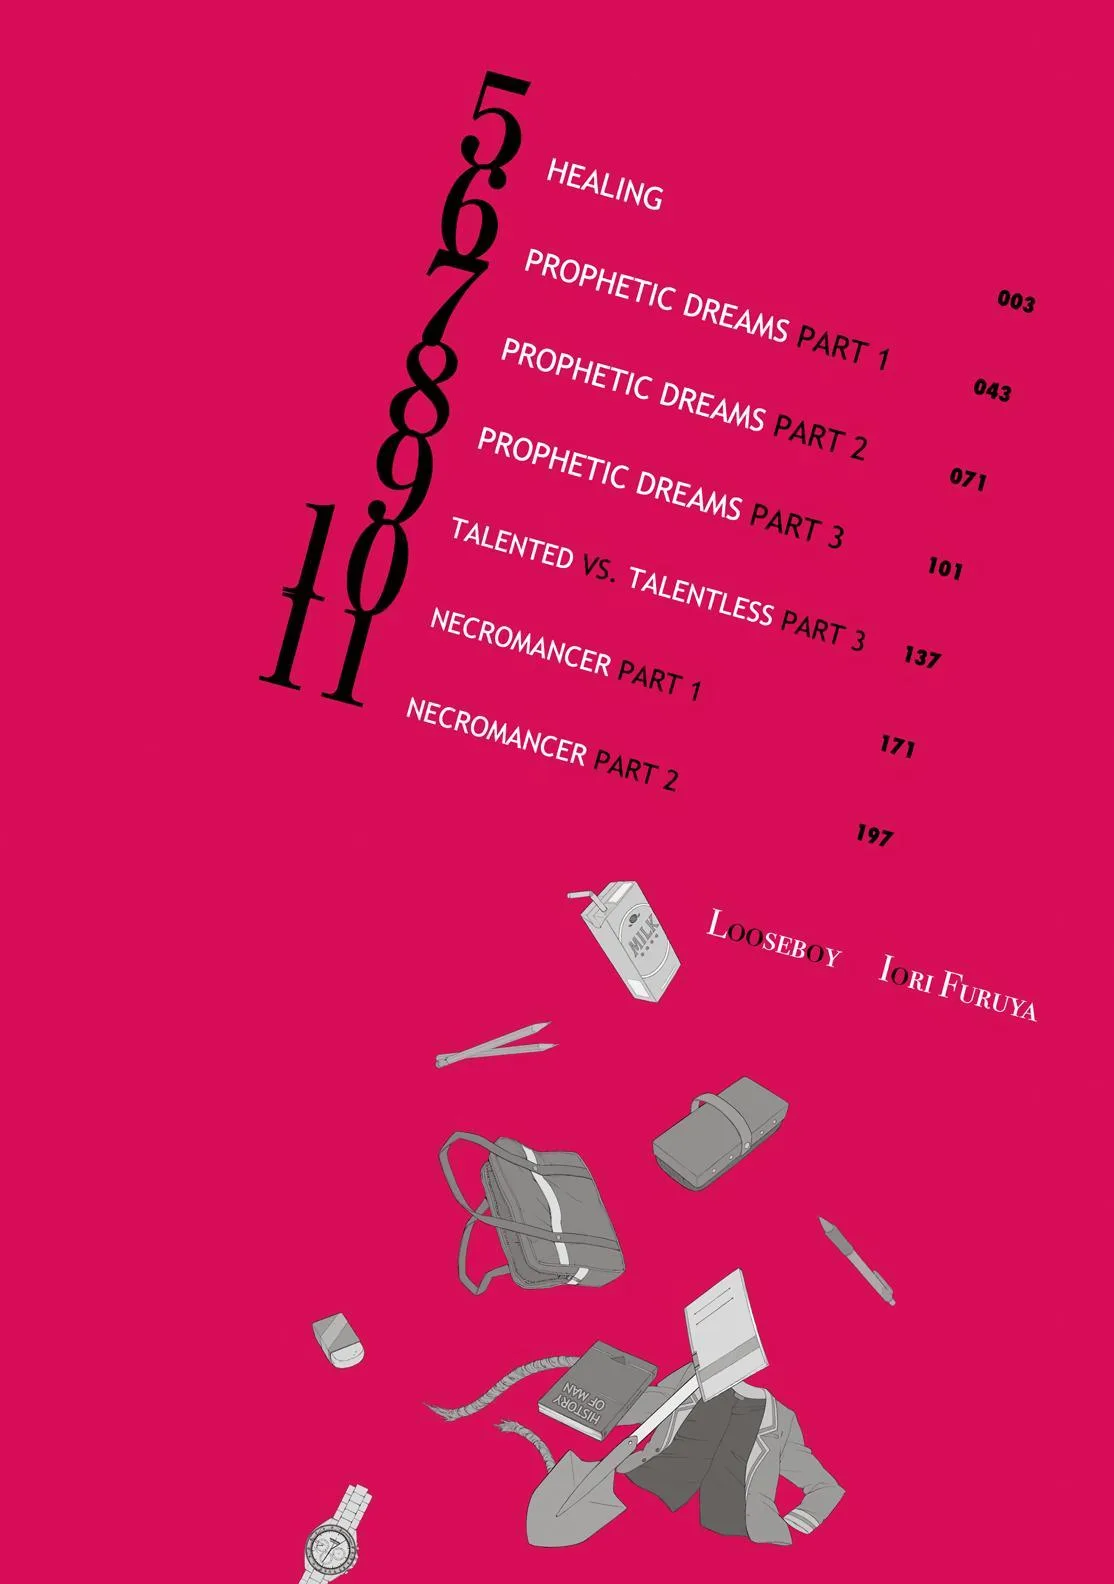 5 HEALING 003
6 PROPHETIC DREAMS PART 1 043
7 PROPHETIC DREAMS PART 2 071
8 PROPHETIC DREAMS PART 3 101
9 TALENTED VS. TALENTLESS PART 3 137
10 NECROMANCER PART 1 171
11 NECROMANCER PART 2 197
LOOSEBOY IORI FURUYA
MILK
HISTORY
OF MAN